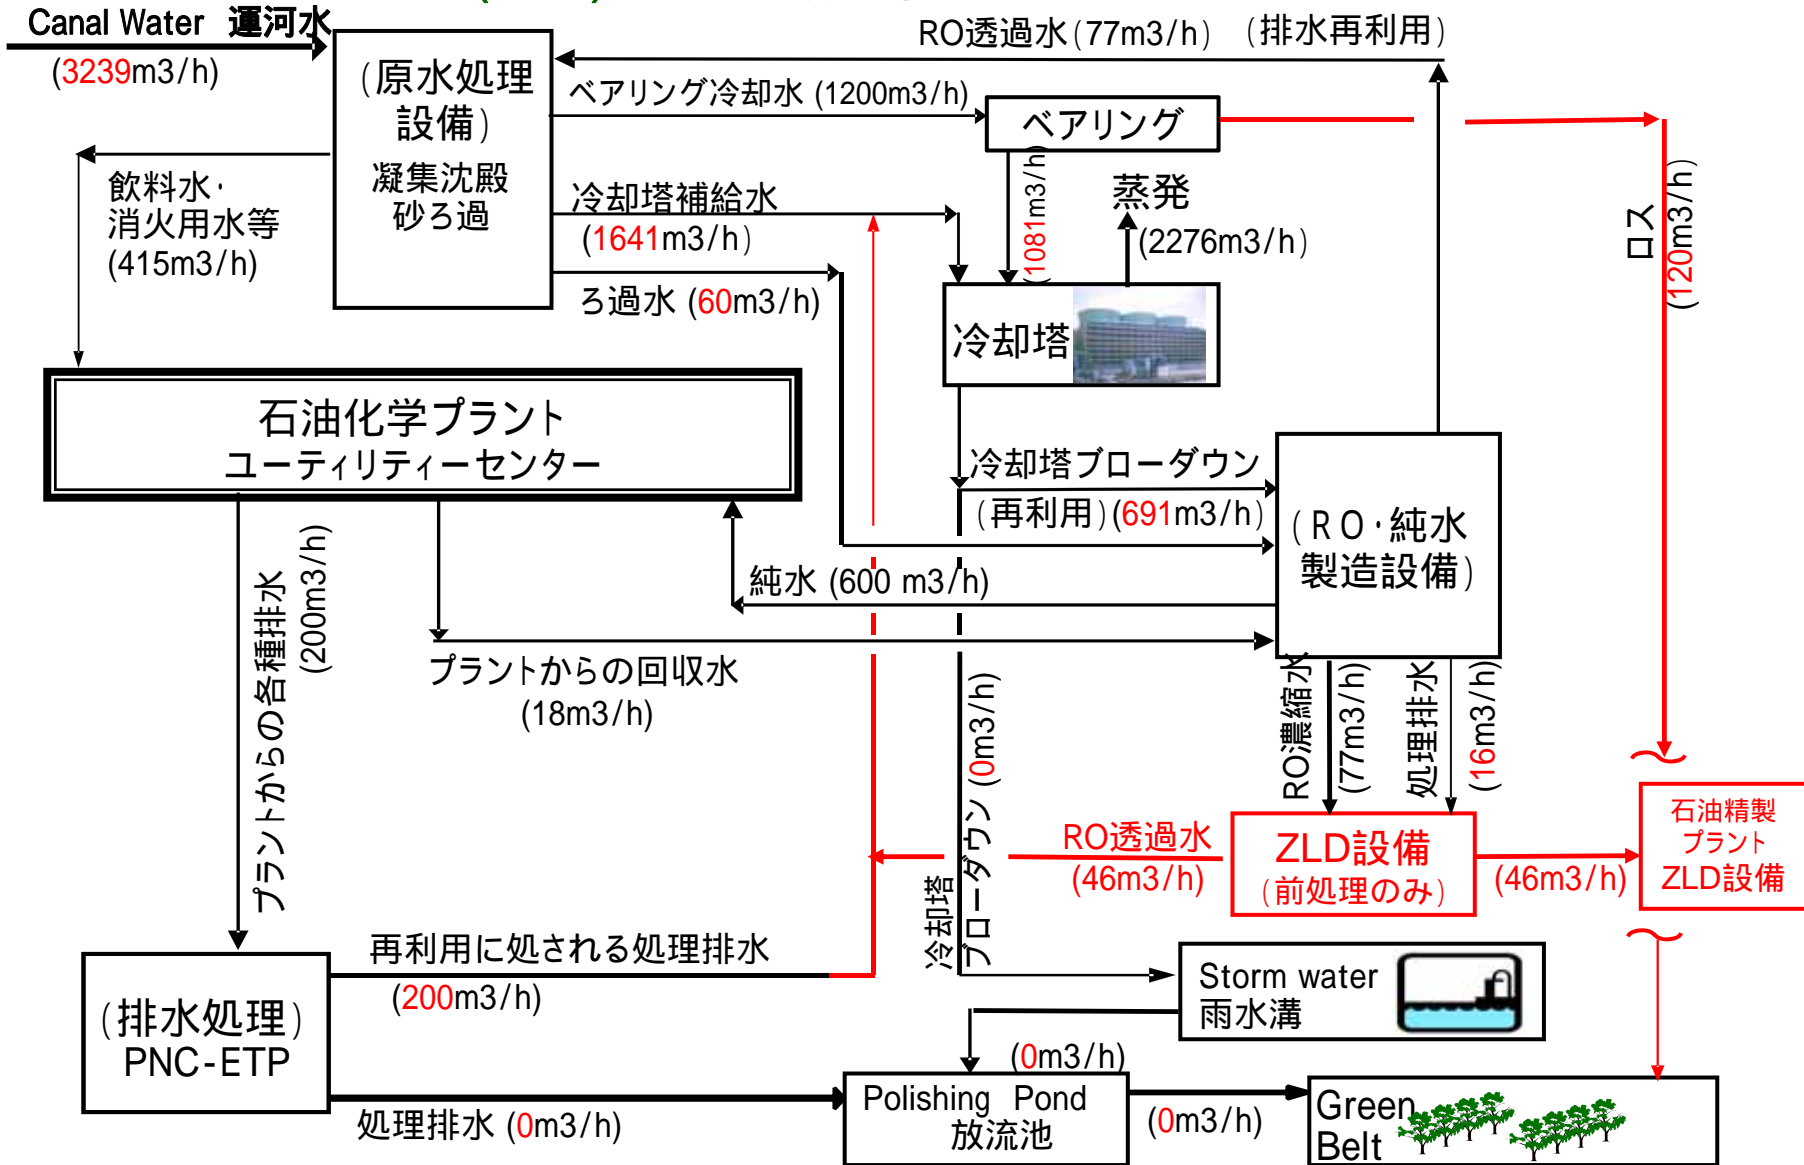 Canal Water 運河水
(3239m3/h)
(原水処理
設備)
凝集沈殿
砂ろ過
RO透過水(77m3/h) (排水再利用)
ベアリング冷却水 (1200m3/h)
ベアリング
飲料水・
消火用水等
(415m3/h)
冷却塔補給水
(1641m3/h)
ろ過水 (60m3/h)
(1081m3/h)
蒸発
(2276m3/h)
ロス
(120m3/h)
冷却塔
石油化学プラント
ユーティリティーセンター
冷却塔ブローダウン
(再利用)(691m3/h)
(RO・純水
製造設備)
純水 (600 m3/h)
プラントからの各種排水
(200m3/h)
プラントからの回収水
(18m3/h)
冷却塔
ブローダウン (0m3/h)
RO濃縮水
(77m3/h)
処理排水
(16m3/h)
RO透過水
(46m3/h)
ZLD設備
(前処理のみ)
(46m3/h)
石油精製
プラント
ZLD設備
再利用に処される処理排水
(200m3/h)
(排水処理)
PNC-ETP
Storm water
雨水溝
(0m3/h)
処理排水 (0m3/h)
Polishing Pond
放流池
(0m3/h)
Green
Belt